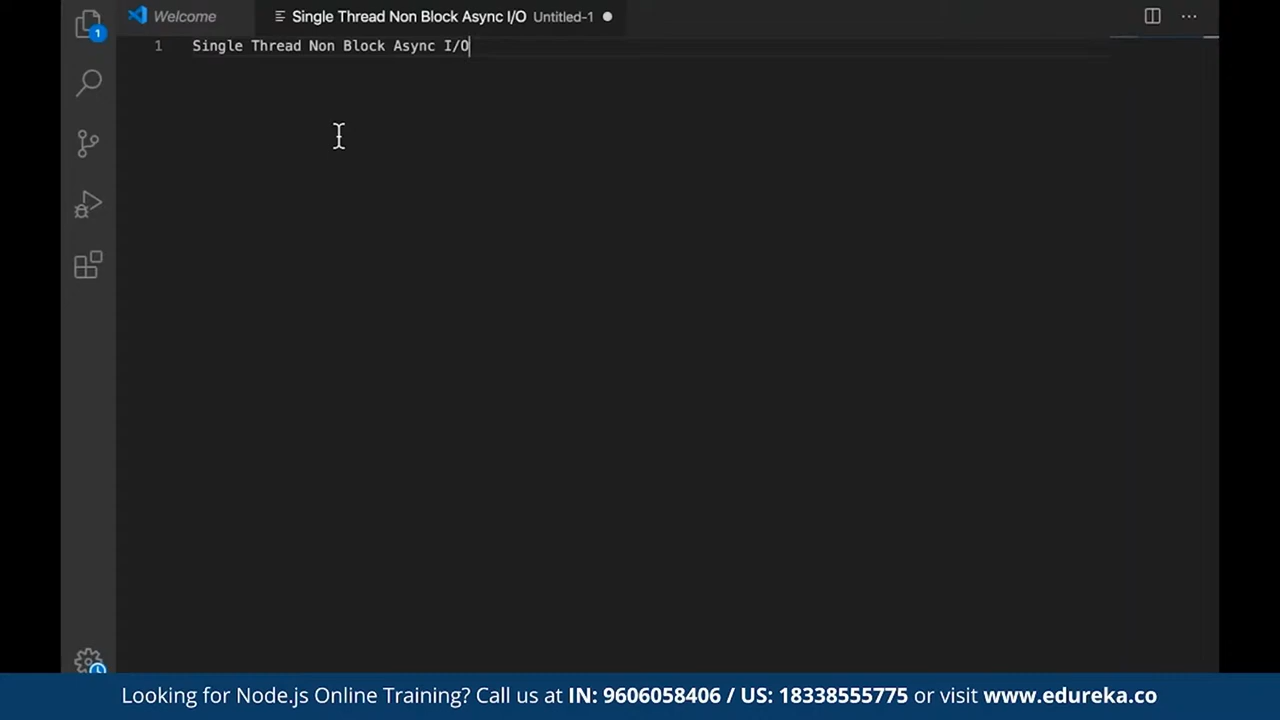 Welcome
Single Thread Non Block Async I/O Untitled-1
1
1 Single Thread Non Block Async I/O
Looking for Node.js Online Training? Call us at IN: 9606058406 / US: 18338555775 or visit www.edureka.co